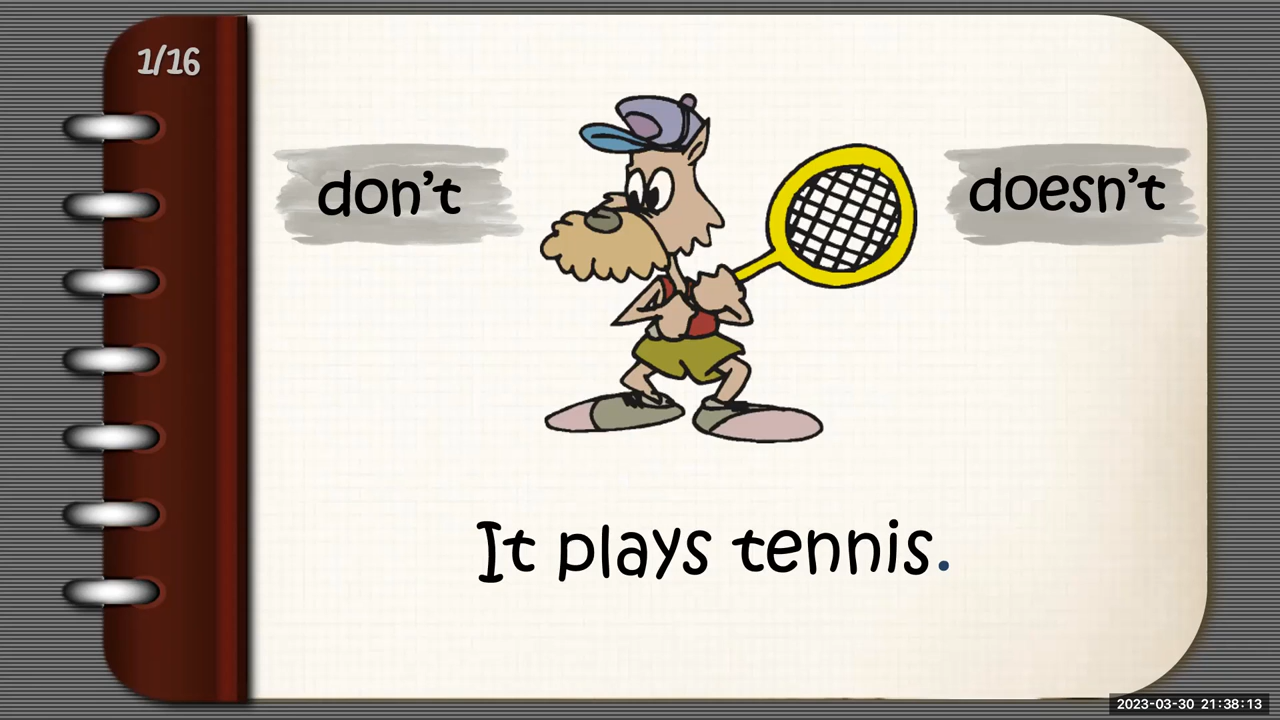 1/16
don't
doesn't
It plays tennis.
2023-03-30 21:38:13